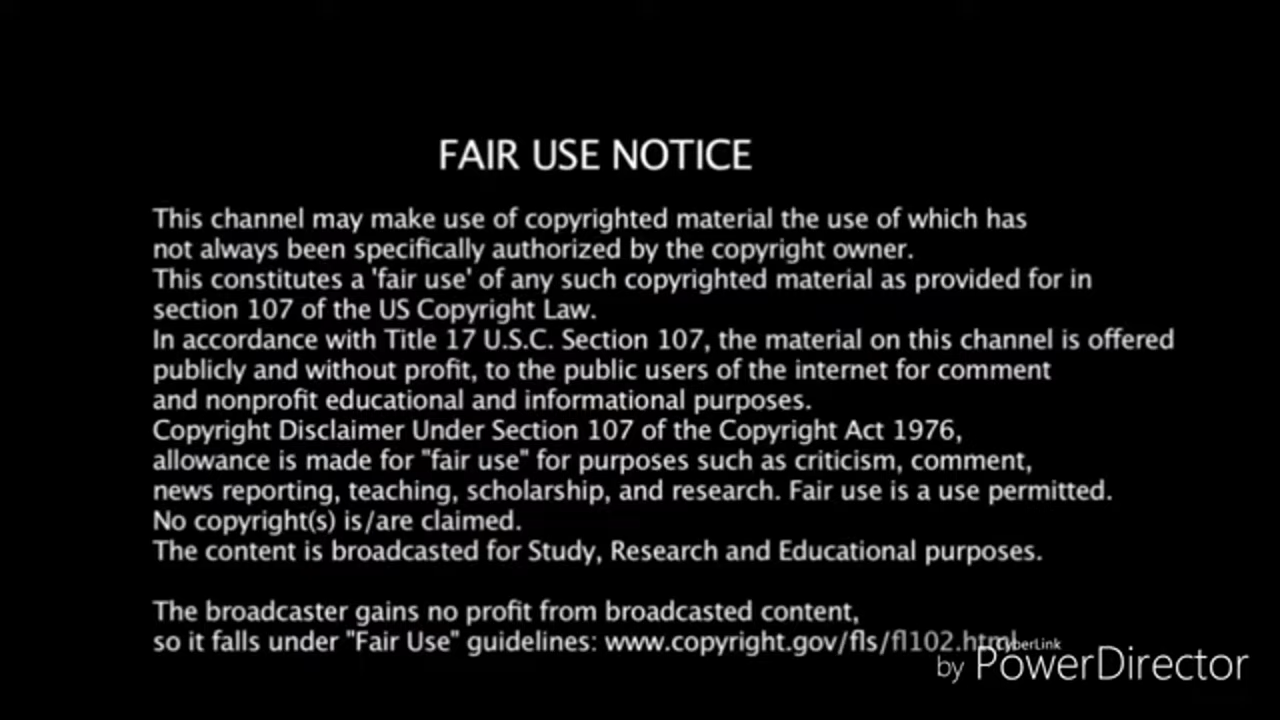 FAIR USE NOTICE
This channel may make use of copyrighted material the use of which has
not always been specifically authorized by the copyright owner.
This constitutes a 'fair use' of any such copyrighted material as provided for in
section 107 of the US Copyright Law.
In accordance with Title 17 U.S.C. Section 107, the material on this channel is offered
publicly and without profit, to the public users of the internet for comment
and nonprofit educational and informational purposes.
Copyright Disclaimer Under Section 107 of the Copyright Act 1976,
allowance is made for "fair use" for purposes such as criticism, comment,
news reporting, teaching, scholarship, and research. Fair use is a use permitted.
No copyright(s) is/are claimed.
The content is broadcasted for Study, Research and Educational purposes.
The broadcaster gains no profit from broadcasted content,
so it falls under "Fair Use" guidelines: www.copyright.gov/fls/fl102.html
CyberLink
by PowerDirector